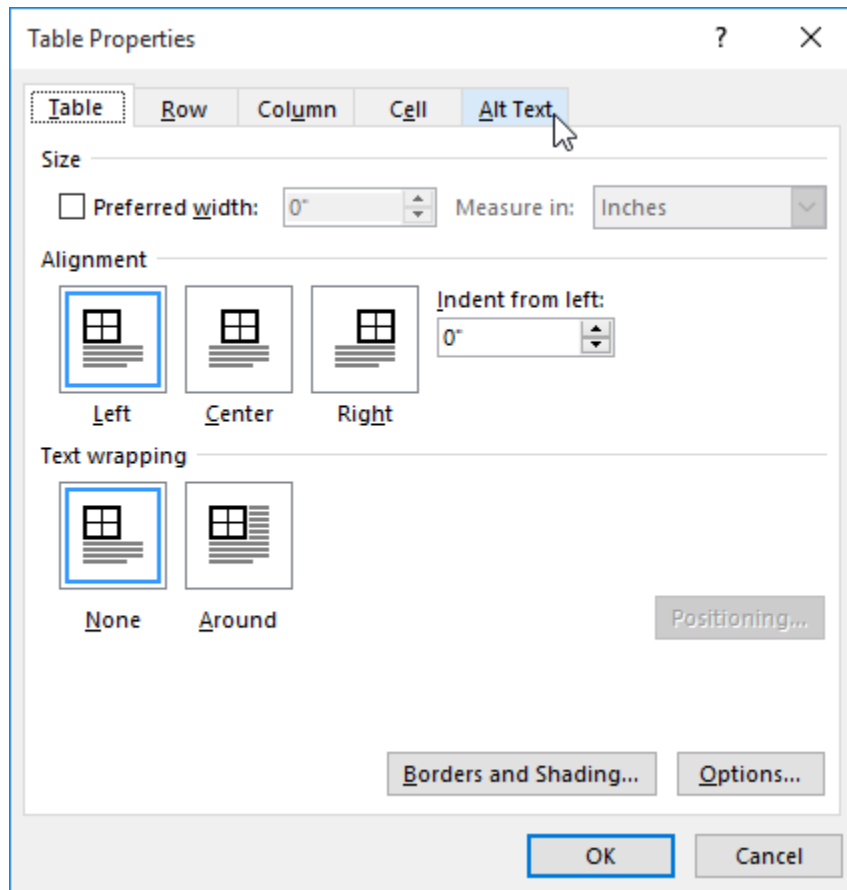 Table Properties ?
Table Row Column Cell Alt Text
Size
Preferred width: 0" Measure in: Inches
Alignment
Indent from left:
0"
Left Center Right
Text wrapping
None Around
Positioning...
Borders and Shading... Options...
OK Cancel